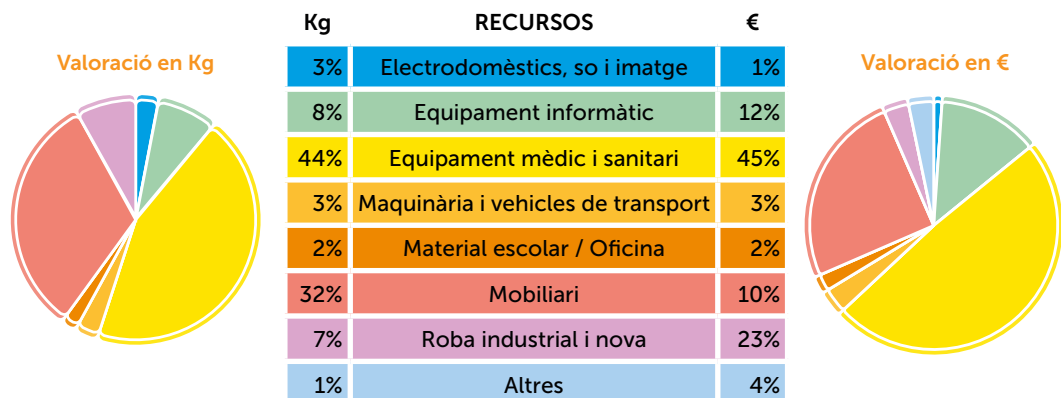 Kg RECURSOS €
Valoració en Kg
Valoració en €
3% Electrodomèstics, so i imatge 1%
8% Equipament informàtic 12%
44% Equipament mèdic i sanitari 45%
3% Maquinària i vehicles de transport 3%
2% Material escolar / Oficina 2%
32% Mobiliari 10%
7% Roba industrial i nova 23%
1% Altres 4%